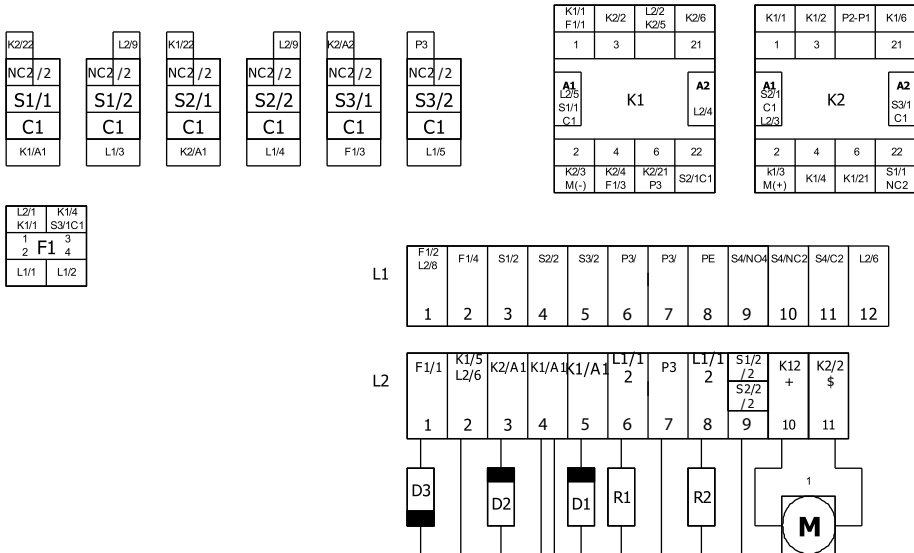 K1/1 K2/2 L2/2 K2/6
F1/1 K2/5
1 3 21
A1 K1 A2
L2/5
S1/1 L2/4
C1
2 4 6 22
K2/3 K2/4 K2/21 S2/1C1
M(-) F1/3 P3
K1/1 K1/2 P2-P1 K1/6
1 3 21
A1 K2 A2
S2/1 S3/1
C1 C1
L2/3
2 4 6 22
k1/3 K1/4 K1/21 S1/1
M(+) NC2
K2/22 L2/9 K1/22 L2/9 K2/A2 P3
NC2 /2 NC2 /2 NC2 /2 NC2 /2 NC2 /2 NC2 /2
S1/1 S1/2 S2/1 S2/2 S3/1 S3/2
C1 C1 C1 C1 C1 C1
K1/A1 L1/3 K2/A1 L1/4 F1/3 L1/5
L2/1 K1/4
K1/1 S3/1C1
1 3
F1
2 4
L1/1 L1/2
L1
F1/2 F1/4 S1/2 S2/2 S3/2 P3/ P3/ PE S4/NO4 S4/NC2 S4/C2 L2/6
L2/8
1 2 3 4 5 6 7 8 9 10 11 12
L2
F1/1 K1/5 K2/A1 K1/A1 K1/A1 L1/1 P3 L1/1 S1/2 K12 K2/2
L2/6 2 2 /2 + $
S2/2
/2
1 2 3 4 5 6 7 8 9 10 11
D3 D2 D1 R1 R2 1
M